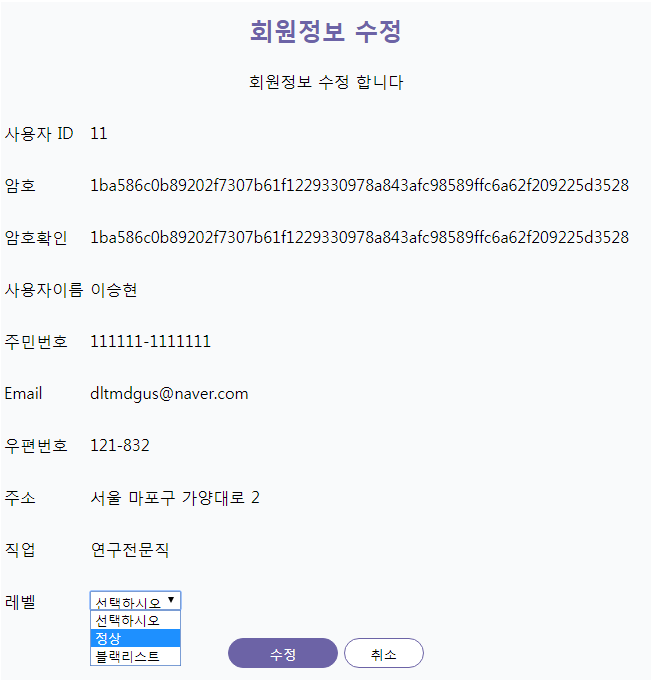 회원정보 수정
회원정보 수정 합니다
사용자 ID 11
암호 1ba586c0b89202f7307b61f1229330978a843afc98589ffc6a62f209225d3528
암호확인 1ba586c0b89202f7307b61f1229330978a843afc98589ffc6a62f209225d3528
사용자이름 이승현
주민번호 111111-1111111
Email dltmdgus@naver.com
우편번호 121-832
주소 서울 마포구 가양대로 2
직업 연구전문직
레벨 선택하시오
선택하시오
정상
블랙리스트
수정 취소